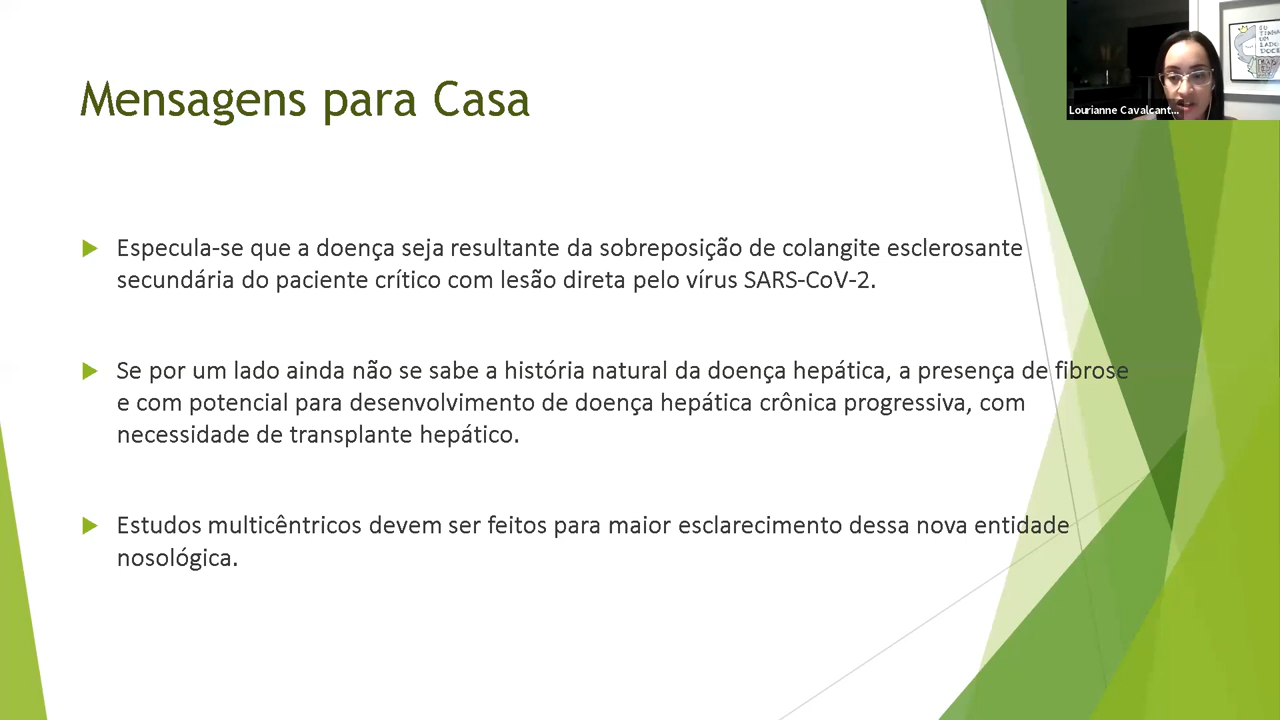 Mensagens para Casa
Lourianne Cavalcant...
Especula-se que a doença seja resultante da sobreposição de colangite esclerosante
secundária do paciente crítico com lesão direta pelo vírus SARS-CoV-2.
Se por um lado ainda não se sabe a história natural da doença hepática, a presença de fibrose
e com potencial para desenvolvimento de doença hepática crônica progressiva, com
necessidade de transplante hepático.
Estudos multicêntricos devem ser feitos para maior esclarecimento dessa nova entidade
nosológica.